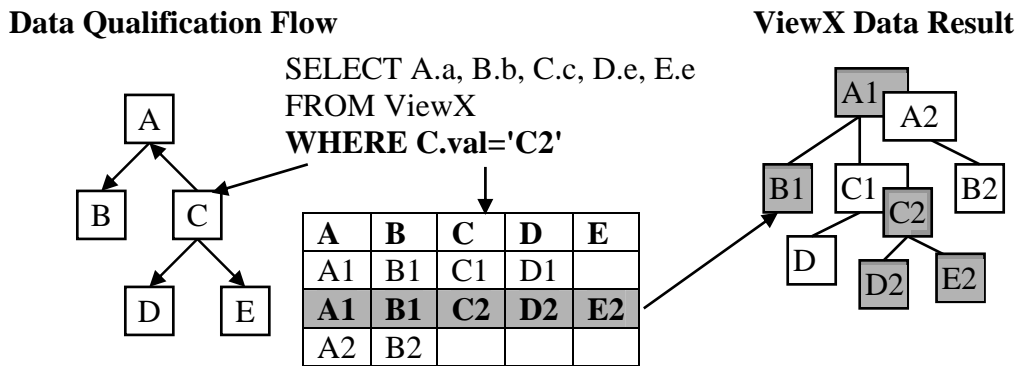 Data Qualification Flow
ViewX Data Result
SELECT A.a, B.b, C.c, D.e, E.e
FROM ViewX
WHERE C.val='C2'
A
B C
D E
A B C D E
A1 B1 C1 D1
A1 B1 C2 D2 E2
A2 B2
A1 A2
B1 C1 C2 B2
D D2 E2